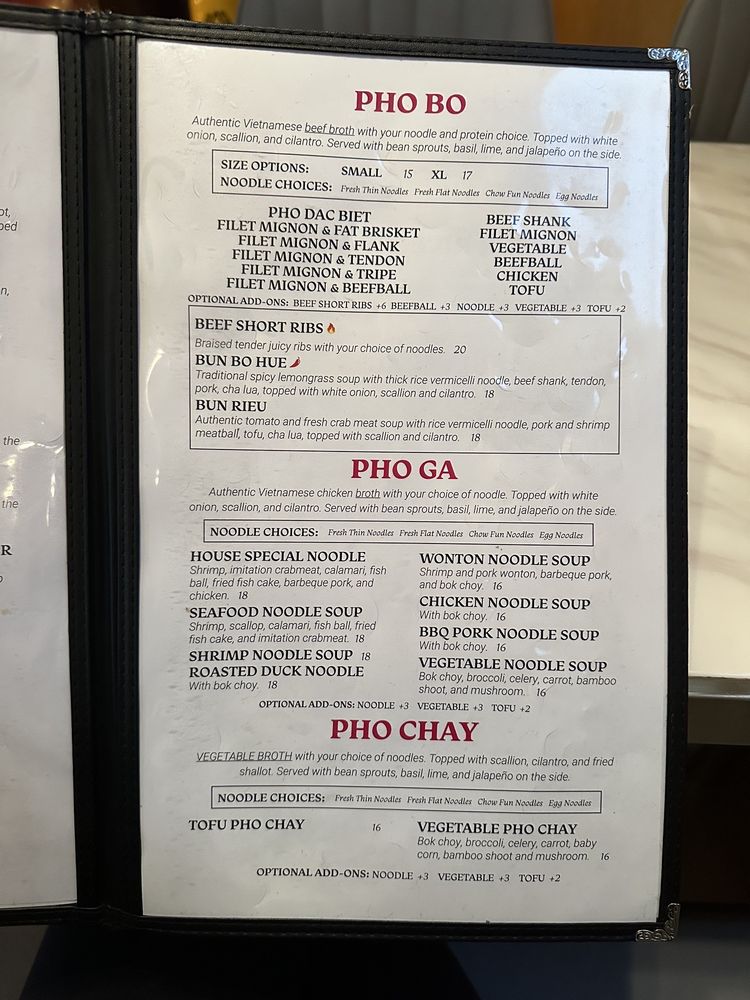 ot,
ped
n,
the
the
R
PHO BO
Authentic Vietnamese beef broth with your noodle and protein choice. Topped with white
onion, scallion, and cilantro. Served with bean sprouts, basil, lime, and jalapeño on the side.
SIZE OPTIONS: SMALL 15 XL 17
NOODLE CHOICES: Fresh Thin Noodles Fresh Flat Noodles Chow Fun Noodles Egg Noodles
PHO DAC BIET
FILET MIGNON & FAT BRISKET
FILET MIGNON & FLANK
FILET MIGNON & TENDON
FILET MIGNON & TRIPE
FILET MIGNON & BEEFBALL
BEEF SHANK
FILET MIGNON
VEGETABLE
BEEFBALL
CHICKEN
TOFU
OPTIONAL ADD-ONS: BEEF SHORT RIBS +6 BEEFBALL +3 NOODLE +3 VEGETABLE +3 TOFU +2
BEEF SHORT RIBS
Braised tender juicy ribs with your choice of noodles. 20
BUN BO HUE
Traditional spicy lemongrass soup with thick rice vermicelli noodle, beef shank, tendon,
pork, cha lua, topped with white onion, scallion and cilantro. 18
BUN RIEU
Authentic tomato and fresh crab meat soup with rice vermicelli noodle, pork and shrimp
meatball, tofu, cha lua, topped with scallion and cilantro. 18
PHO GA
Authentic Vietnamese chicken broth with your choice of noodle. Topped with white
onion, scallion, and cilantro. Served with bean sprouts, basil, lime, and jalapeño on the side.
NOODLE CHOICES: Fresh Thin Noodles Fresh Flat Noodles Chow Fun Noodles Egg Noodles
HOUSE SPECIAL NOODLE
Shrimp, imitation crabmeat, calamari, fish
ball, fried fish cake, barbeque pork, and
chicken. 18
SEAFOOD NOODLE SOUP
Shrimp, scallop, calamari, fish ball, fried
fish cake, and imitation crabmeat. 18
SHRIMP NOODLE SOUP 18
ROASTED DUCK NOODLE
With bok choy. 18
WONTON NOODLE SOUP
Shrimp and pork wonton, barbeque pork,
and bok choy. 16
CHICKEN NOODLE SOUP
With bok choy. 16
BBQ PORK NOODLE SOUP
With bok choy. 16
VEGETABLE NOODLE SOUP
Bok choy, broccoli, celery, carrot, bamboo
shoot, and mushroom. 16
OPTIONAL ADD-ONS: NOODLE +3 VEGETABLE +3 TOFU +2
PHO CHAY
VEGETABLE BROTH with your choice of noodles. Topped with scallion, cilantro, and fried
shallot. Served with bean sprouts, basil, lime, and jalapeño on the side.
NOODLE CHOICES: Fresh Thin Noodles Fresh Flat Noodles Chow Fun Noodles Egg Noodles
TOFU PHO CHAY 16
VEGETABLE PHO CHAY
Bok choy, broccoli, celery, carrot, baby
corn, bamboo shoot and mushroom. 16
OPTIONAL ADD-ONS: NOODLE +3 VEGETABLE +3 TOFU +2